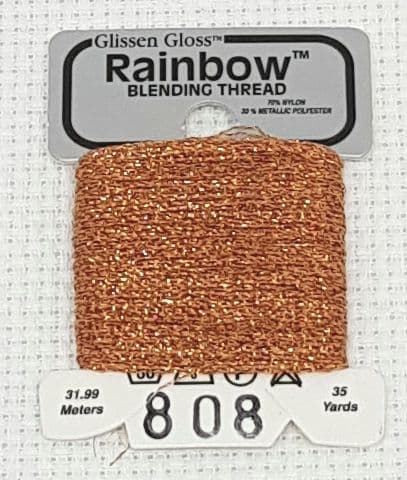 Glissen Gloss™
Rainbow™
BLENDING THREAD
70% NYLON
30% METALLIC POLYESTER
31.99
Meters
808
35
Yards